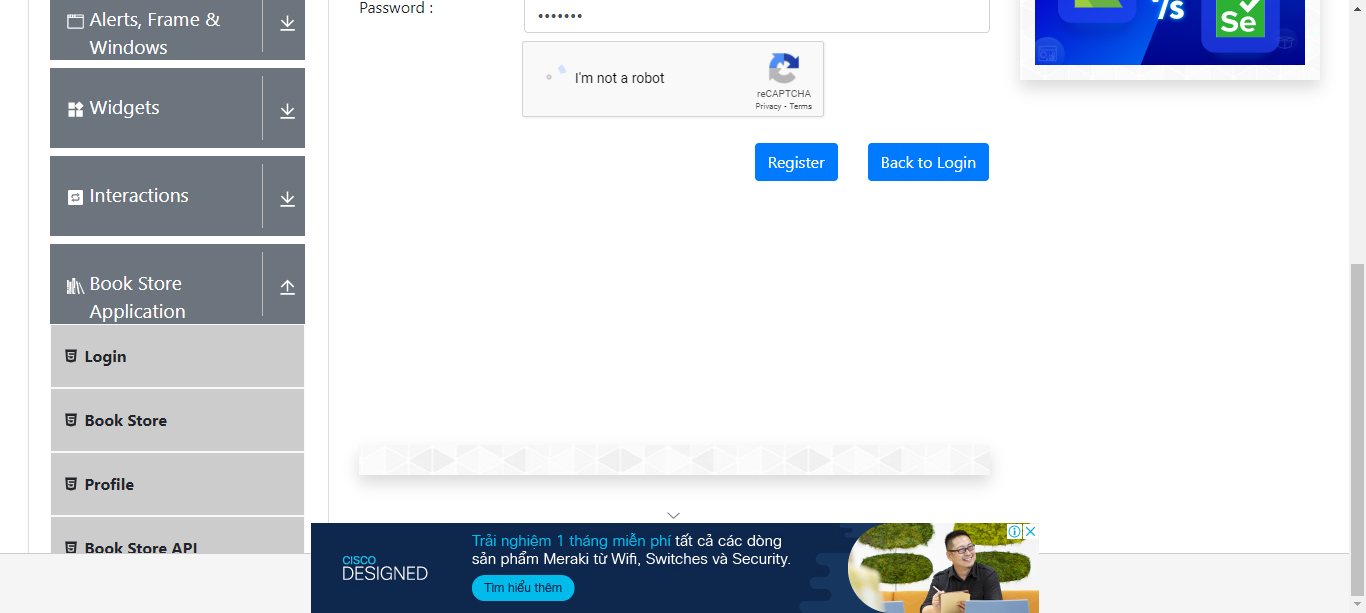 Alerts, Frame &
Windows
Widgets
Interactions
Book Store
Application
Login
Book Store
Profile
Book Store API
Password :
•••••••
I'm not a robot
reCAPTCHA
Privacy - Terms
Register
Back to Login
/s
Se
CISCO
DESIGNED
Trải nghiệm 1 tháng miễn phí tất cả các dòng
sản phẩm Meraki từ Wifi, Switches và Security.
Tìm hiểu thêm